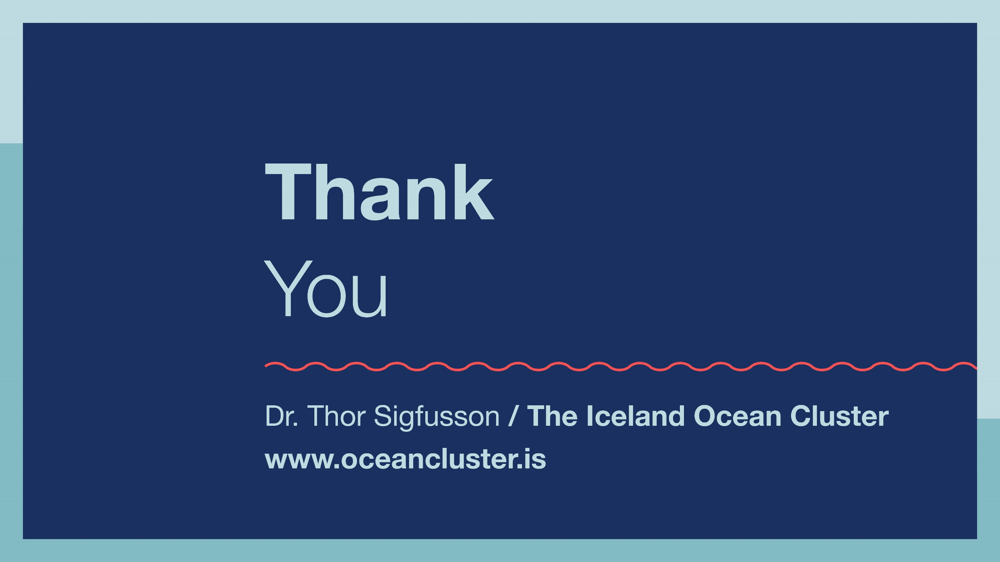 Thank
You
Dr. Thor Sigfusson / The Iceland Ocean Cluster
www.oceancluster.is